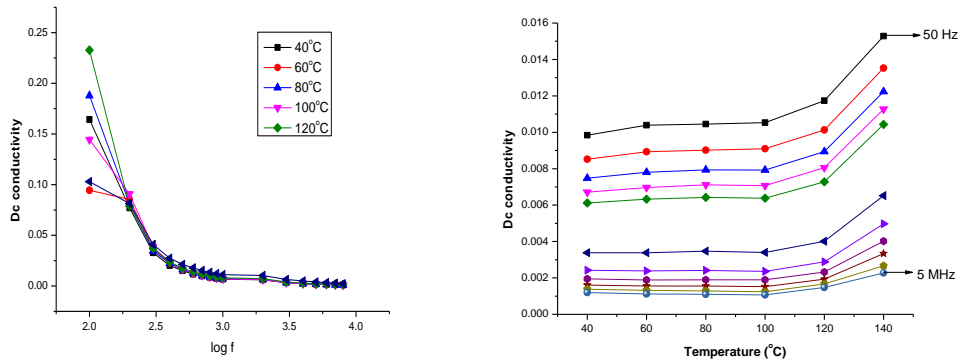 0.25
0.20
0.15
0.10
0.05
0.00
Dc conductivity
40°C
60°C
80°C
100°C
120°C
2.0 2.5 3.0 3.5 4.0
log f
0.016
0.014
0.012
0.010
0.008
0.006
0.004
0.002
0.000
Dc conductivity
50 Hz
5 MHz
40 60 80 100 120 140
Temperature (°C)